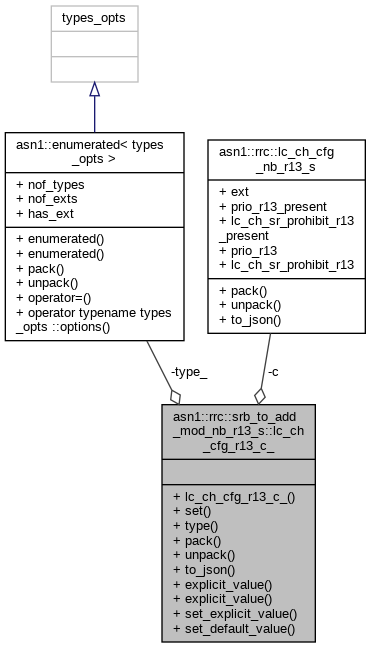 types_opts
asn1::enumerated< types
_opts >
+ nof_types
+ nof_exts
+ has_ext
+ enumerated()
+ enumerated()
+ pack()
+ unpack()
+ operator=()
+ operator typename types
_opts ::options()
asn1::rrc::lc_ch_cfg
_nb_r13_s
+ ext
+ prio_r13_present
+ lc_ch_sr_prohibit_r13
_present
+ prio_r13
+ lc_ch_sr_prohibit_r13
+ pack()
+ unpack()
+ to_json()
-type_
-c
asn1::rrc::srb_to_add
_mod_nb_r13_s::lc_ch
_cfg_r13_c_
+ lc_ch_cfg_r13_c_()
+ set()
+ type()
+ pack()
+ unpack()
+ to_json()
+ explicit_value()
+ explicit_value()
+ set_explicit_value()
+ set_default_value()